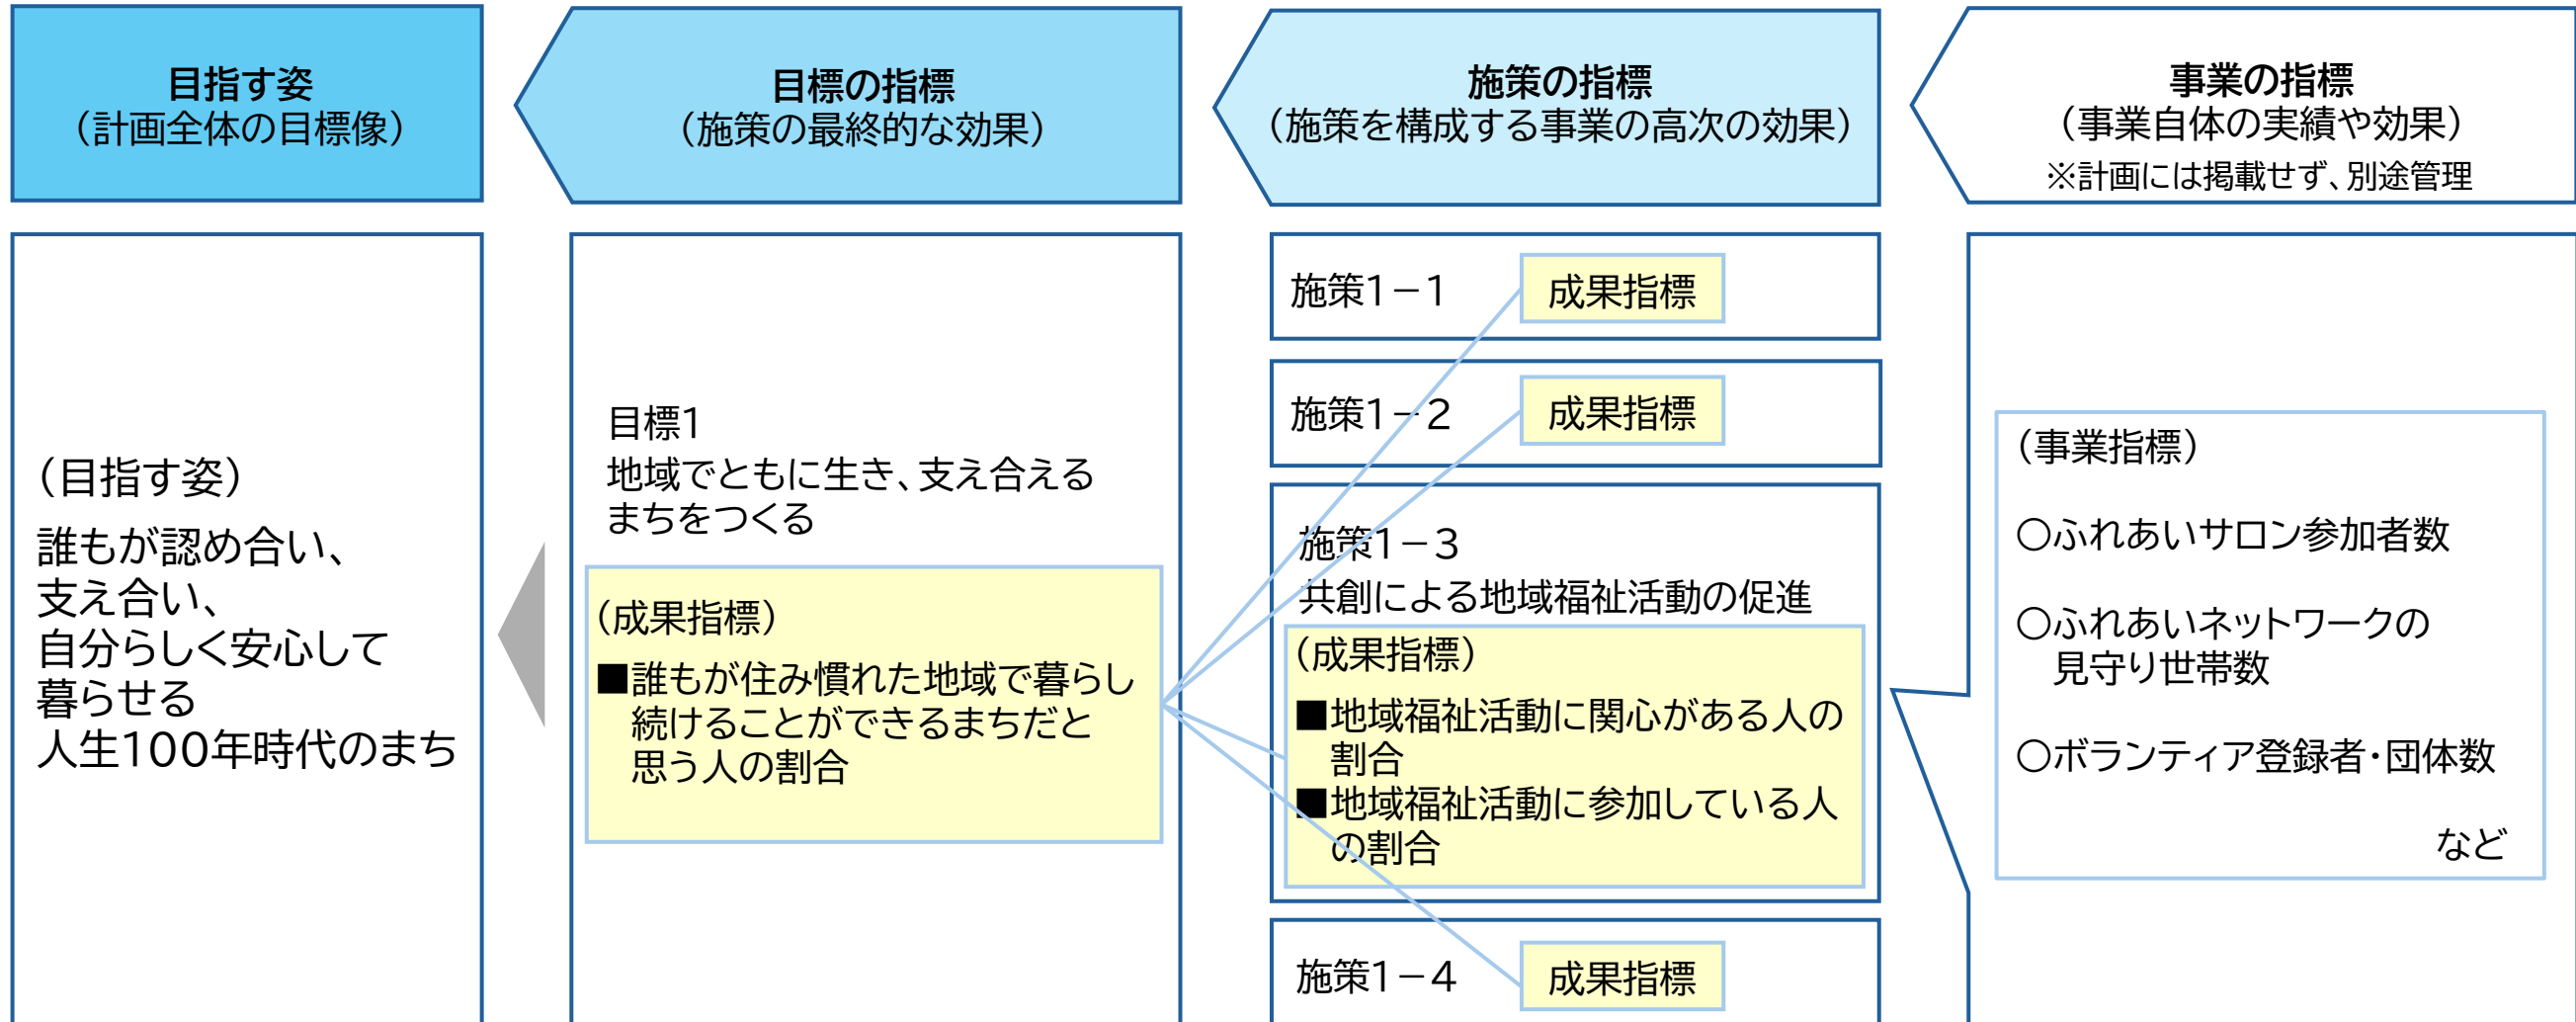 目指す姿
（計画全体の目標像）
目標の指標
（施策の最終的な効果）
施策の指標
（施策を構成する事業の高次の効果）
事業の指標
（事業自体の実績や効果）
※計画には掲載せず、別途管理
（目指す姿）
誰もが認め合い、
支え合い、
自分らしく安心して
暮らせる
人生100年時代のまち
目標1
地域でともに生き、支え合える
まちをつくる
（成果指標）
■誰もが住み慣れた地域で暮らし
続けることができるまちだと
思う人の割合
施策1－1
成果指標
施策1－2
成果指標
施策1－3
共創による地域福祉活動の促進
（成果指標）
■地域福祉活動に関心がある人の
割合
■地域福祉活動に参加している人
の割合
施策1－4
成果指標
（事業指標）
○ふれあいサロン参加者数
○ふれあいネットワークの
見守り世帯数
○ボランティア登録者・団体数
など